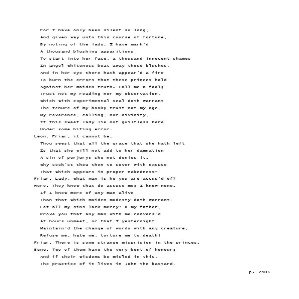 For I have only been silent so long,
And given way unto this course of fortune,
By noting of the lady. I have mark'd
A thousand blushing apparitions
To start into her face, a thousand innocent shames
In angel whiteness beat away those blushes,
And in her eye there hath appear'd a fire
To burn the errors that these princes hold
Against her maiden truth. Call me a fool;
Trust not my reading nor my observation,
Which with experimental seal doth warrant
The tenure of my book; trust not my age,
My reverence, calling, nor divinity,
If this sweet lady lie not guiltless here
Under some biting error.
Leon. Friar, it cannot be.
Thou seest that all the grace that she hath left
Is that she will not add to her damnation
A sin of perjury: she not denies it.
Why seek'st thou then to cover with excuse
That which appears in proper nakedness?
Friar. Lady, what man is he you are accus'd of?
Hero. They know that do accuse me; I know none.
If I know more of any man alive
Than that which maiden modesty doth warrant,
Let all my sins lack mercy! O my father,
Prove you that any man with me convers'd
At hours unmeet, or that I yesternight
Maintain'd the change of words with any creature,
Refuse me, hate me, torture me to death!
Friar. There is some strange misprision in the princes.
Bene. Two of them have the very bent of honour;
And if their wisdoms be misled in this,
The practice of it lives in John the bastard,